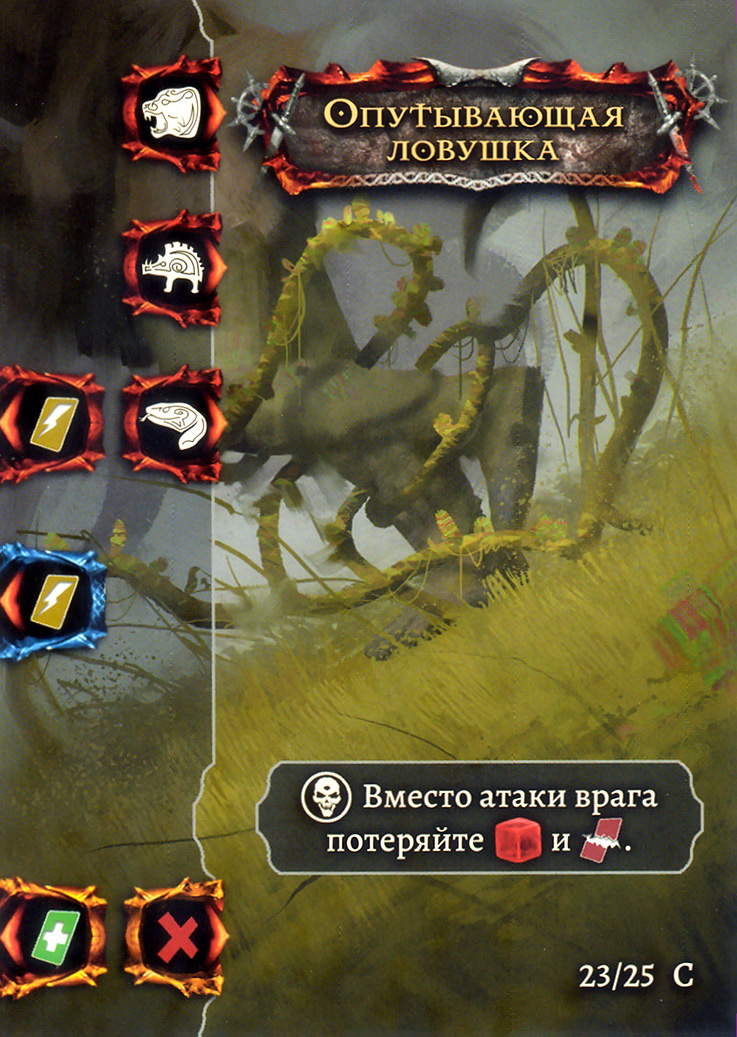 Опутывающая
ловушка
Вместо атаки врага
потеряйте и .
23/25 С